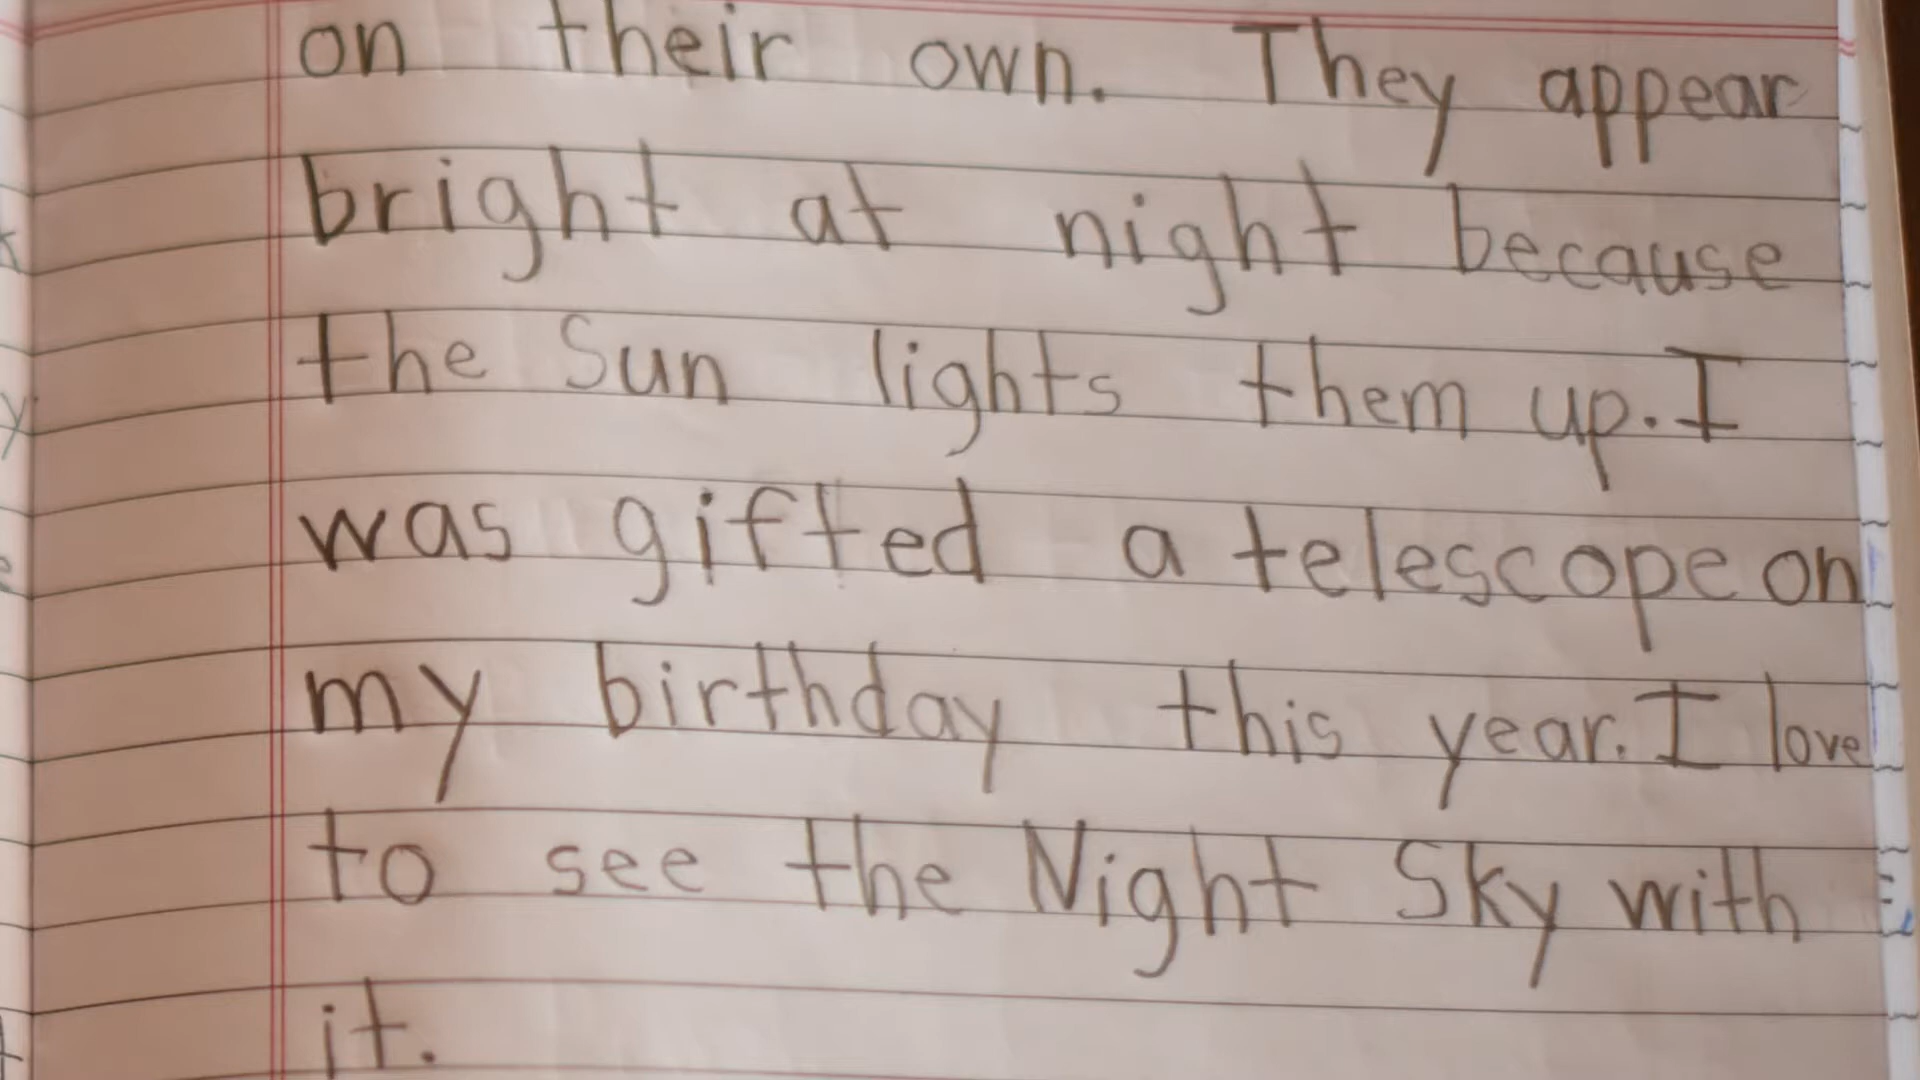 on their own. They appear
bright at night because
the Sun lights them up. I
was gifted a telescope on
my birthday this year. I love
to see the Night Sky with
it.